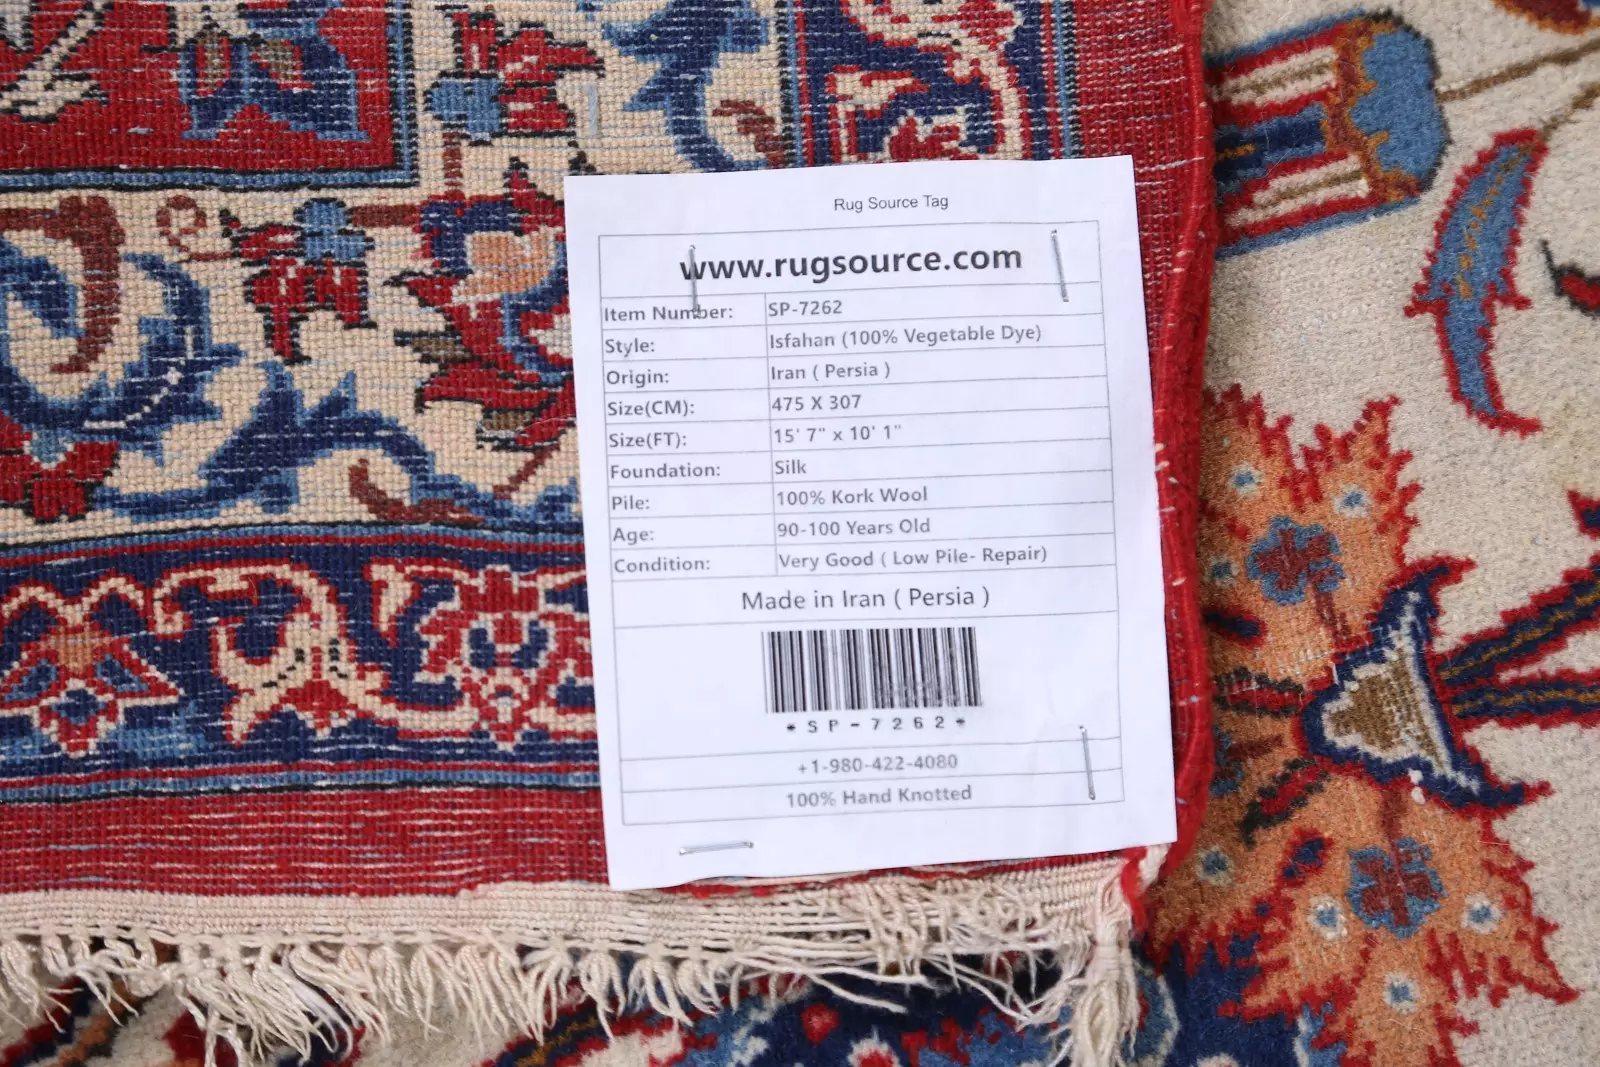 Rug Source Tag
www.rugsource.com
Item Number: SP-7262
Style: Isfahan (100% Vegetable Dye)
Origin: Iran ( Persia )
Size(CM): 475 X 307
Size(FT): 15' 7" x 10' 1"
Foundation: Silk
Pile: 100% Kork Wool
Age: 90-100 Years Old
Condition: Very Good ( Low Pile- Repair)
Made in Iran ( Persia )
*SP-7262*
+1-980-422-4080
100% Hand Knotted